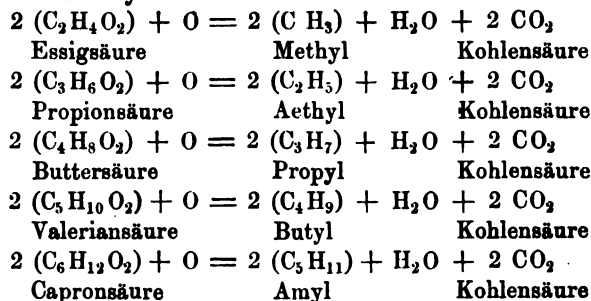 2 (C₂H₄O₂) + O = 2 (C H₃) + H₂O + 2 CO₂
Essigsäure Methyl Kohlensäure
2 (C₃H₆O₂) + O = 2 (C₂H₅) + H₂O + 2 CO₂
Propionsäure Aethyl Kohlensäure
2 (C₄H₈O₂) + O = 2 (C₃H₇) + H₂O + 2 CO₂
Buttersäure Propyl Kohlensäure
2 (C₅H₁₀O₂) + O = 2 (C₄H₉) + H₂O + 2 CO₂
Valeriansäure Butyl Kohlensäure
2 (C₆H₁₂O₂) + O = 2 (C₅H₁₁) + H₂O + 2 CO₂
Capronsäure Amyl Kohlensäure